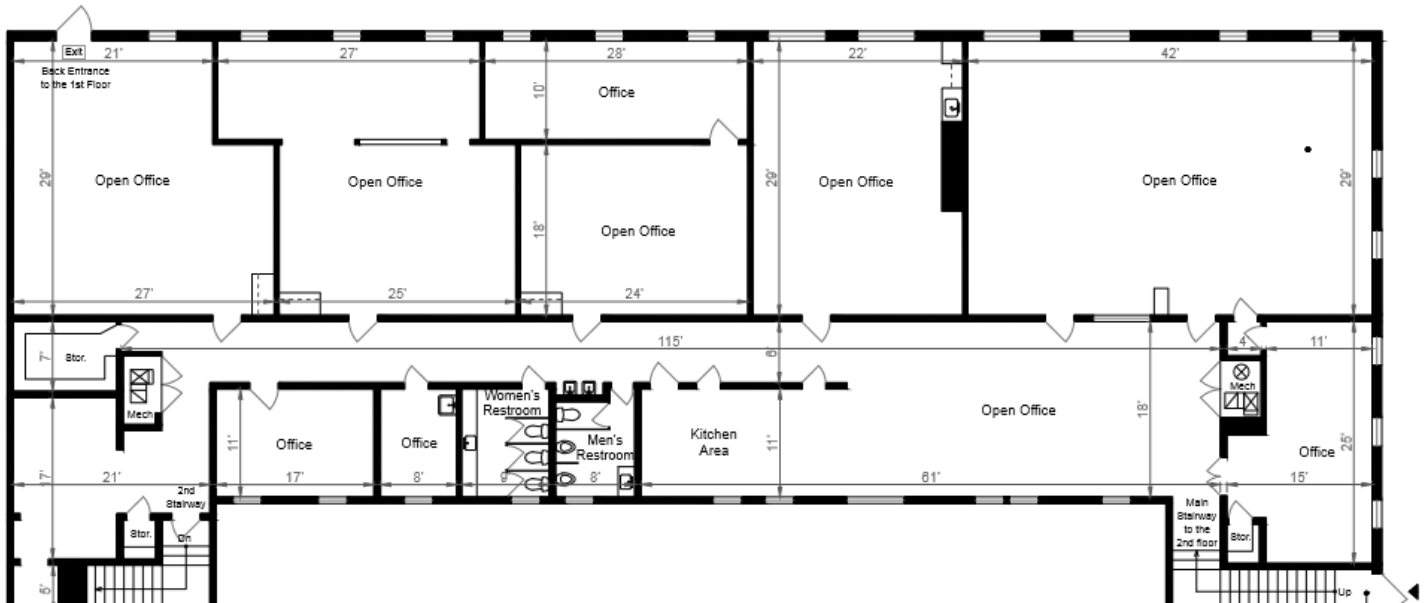 Exit
21'
27'
28'
22'
42'
Back Entrance
to the 1st Floor
10'
Office
29'
Open Office
Open Office
29'
Open Office
Open Office
29'
18'
Open Office
27'
25'
24'
7'
Stor.
115'
6'
4'
11'
Mech
Women's
Restroom
Mech
Open Office
18'
11'
Office
Office
Men's
Restroom
Kitchen
Area
11'
Office
25'
17'
21'
17'
8'
9'
8'
61'
15'
2nd
Stairway
Main
Stairway
to the
2nd floor
Stor.
Dn
Stor.
5'
Up